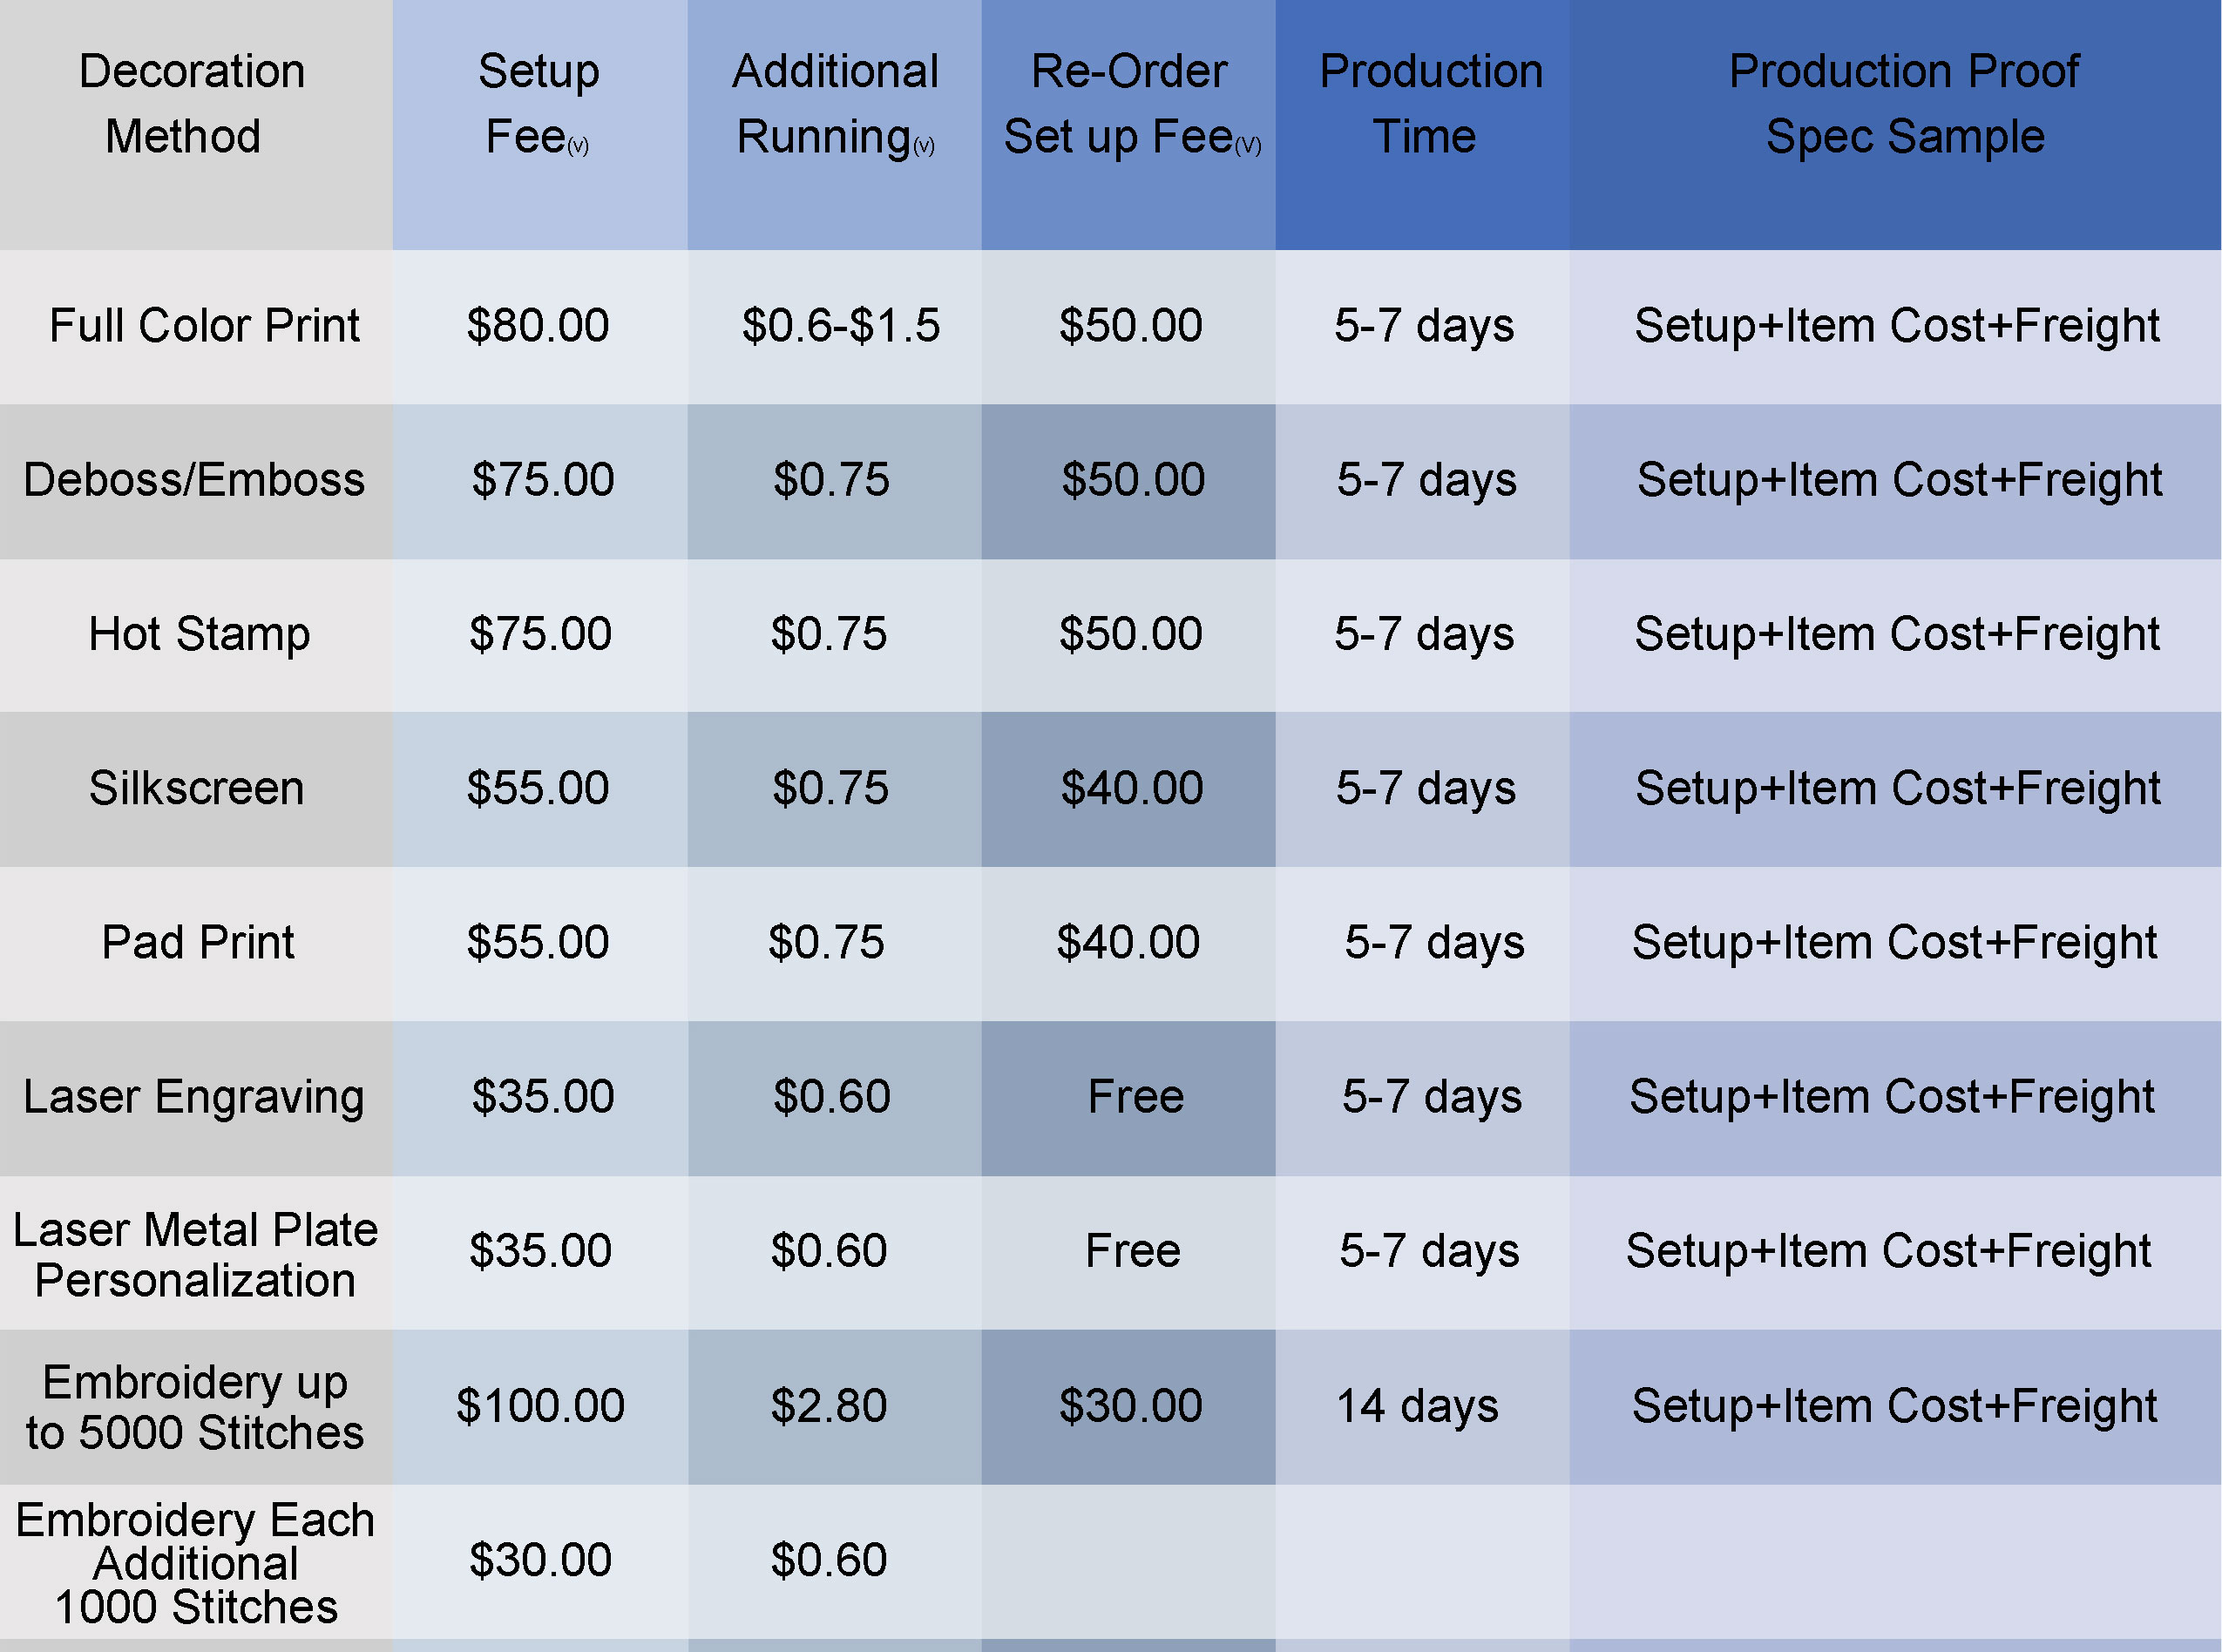 Decoration Method
Setup Fee(v)
Additional Running(v)
Re-Order Set up Fee(V)
Production Time
Production Proof Spec Sample
Full Color Print $80.00 $0.6-$1.5 $50.00 5-7 days Setup+Item Cost+Freight
Deboss/Emboss $75.00 $0.75 $50.00 5-7 days Setup+Item Cost+Freight
Hot Stamp $75.00 $0.75 $50.00 5-7 days Setup+Item Cost+Freight
Silkscreen $55.00 $0.75 $40.00 5-7 days Setup+Item Cost+Freight
Pad Print $55.00 $0.75 $40.00 5-7 days Setup+Item Cost+Freight
Laser Engraving $35.00 $0.60 Free 5-7 days Setup+Item Cost+Freight
Laser Metal Plate
Personalization $35.00 $0.60 Free 5-7 days Setup+Item Cost+Freight
Embroidery up
to 5000 Stitches $100.00 $2.80 $30.00 14 days Setup+Item Cost+Freight
Embroidery Each
Additional
1000 Stitches $30.00 $0.60